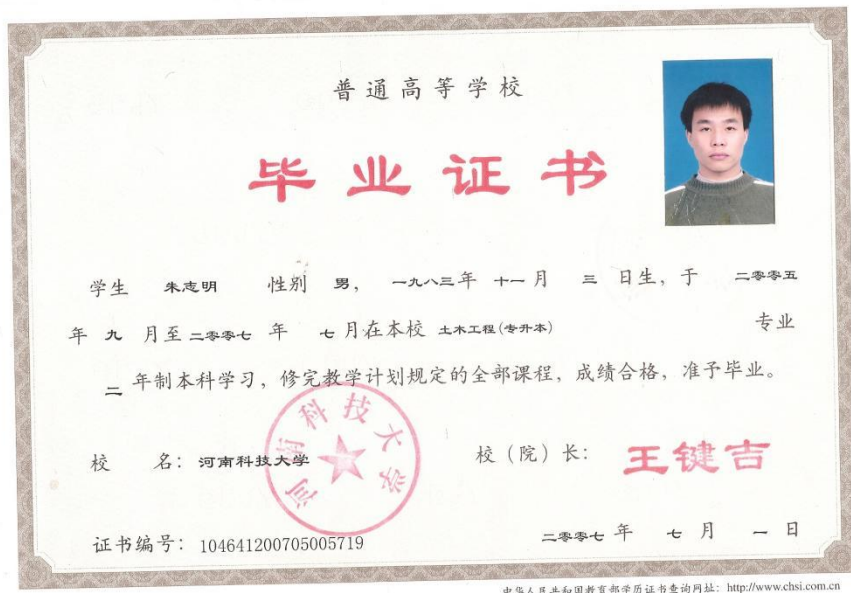 普通高等学校
毕业证书
学生 朱志明 性别 男， 一九八三年 十一月 三 日生，于 二零零五
年 九 月至 二零零七 年 七月在本校 土木工程(专升本) 专业
二 年制本科学习，修完教学计划规定的全部课程，成绩合格，准予毕业。
校 名： 河南科技大学 校（院）长： 王键吉
河南科技大学
证书编号： 104641200705005719 二零零七 年 七 月 一 日
中华人民共和国教育部学历证书查询网址： http://www.chsi.com.cn